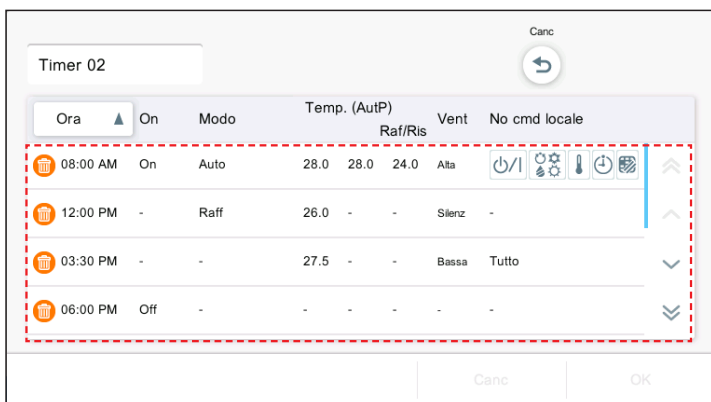 Canc
Timer 02
Ora On Modo Temp. (AutP) Raf/Ris Vent No cmd locale
08:00 AM On Auto 28.0 28.0 24.0 Alta
12:00 PM - Raff 26.0 - - Silenz -
03:30 PM - - 27.5 - - Bassa Tutto
06:00 PM Off - - - - - -
Canc OK